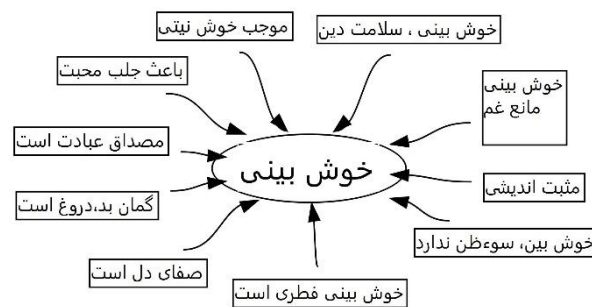 موجب خوش نیتی
خوش بینی ، سلامت دین
باعث جلب محبت
خوش بینی
مانع غم
مصداق عبادت است
خوش بینی
مثبت اندیشی
گمان بد،دروغ است
خوش بین، سوءظن ندارد
صفای دل است
خوش بینی فطری است